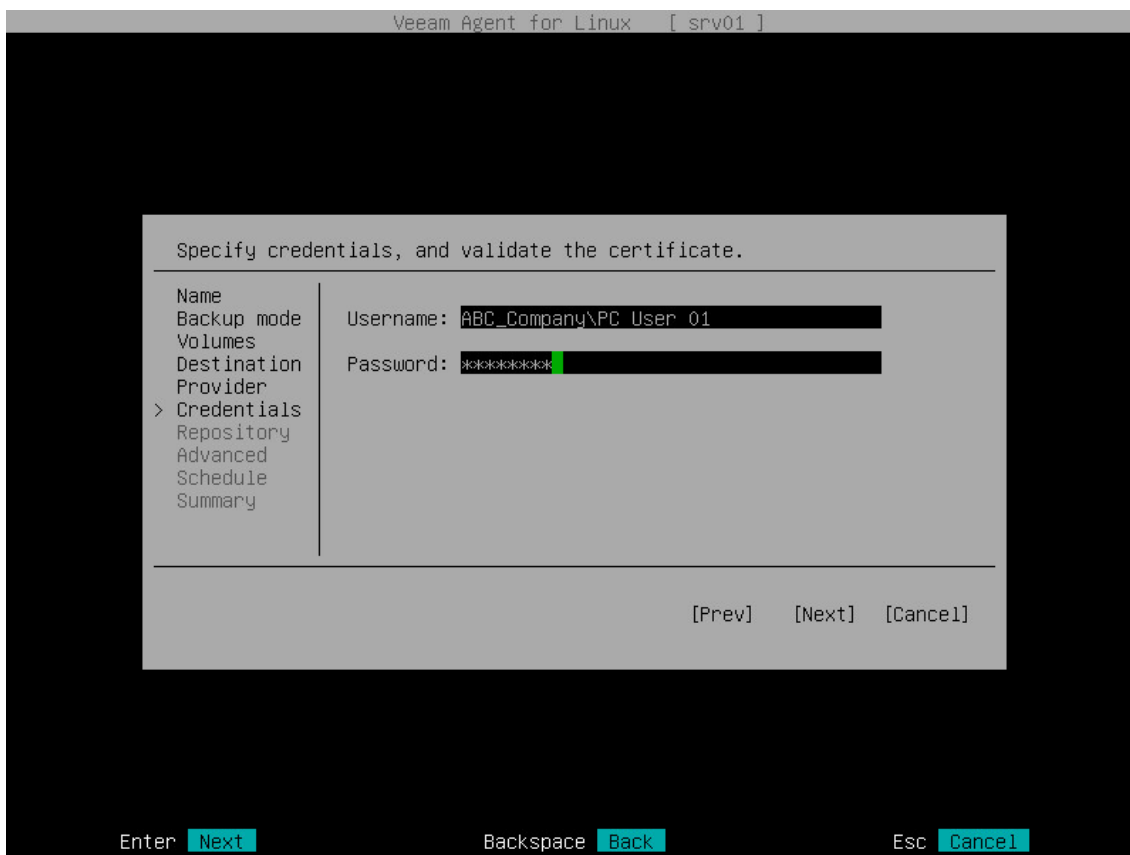 Veeam Agent for Linux [ srv01 ]
Specify credentials, and validate the certificate.
Name
Backup mode
Volumes
Destination
Provider
> Credentials
Repository
Advanced
Schedule
Summary
Username: ABC_Company\PC User 01
Password: ********
[Prev] [Next] [Cancel]
Enter Next Backspace Back Esc Cancel